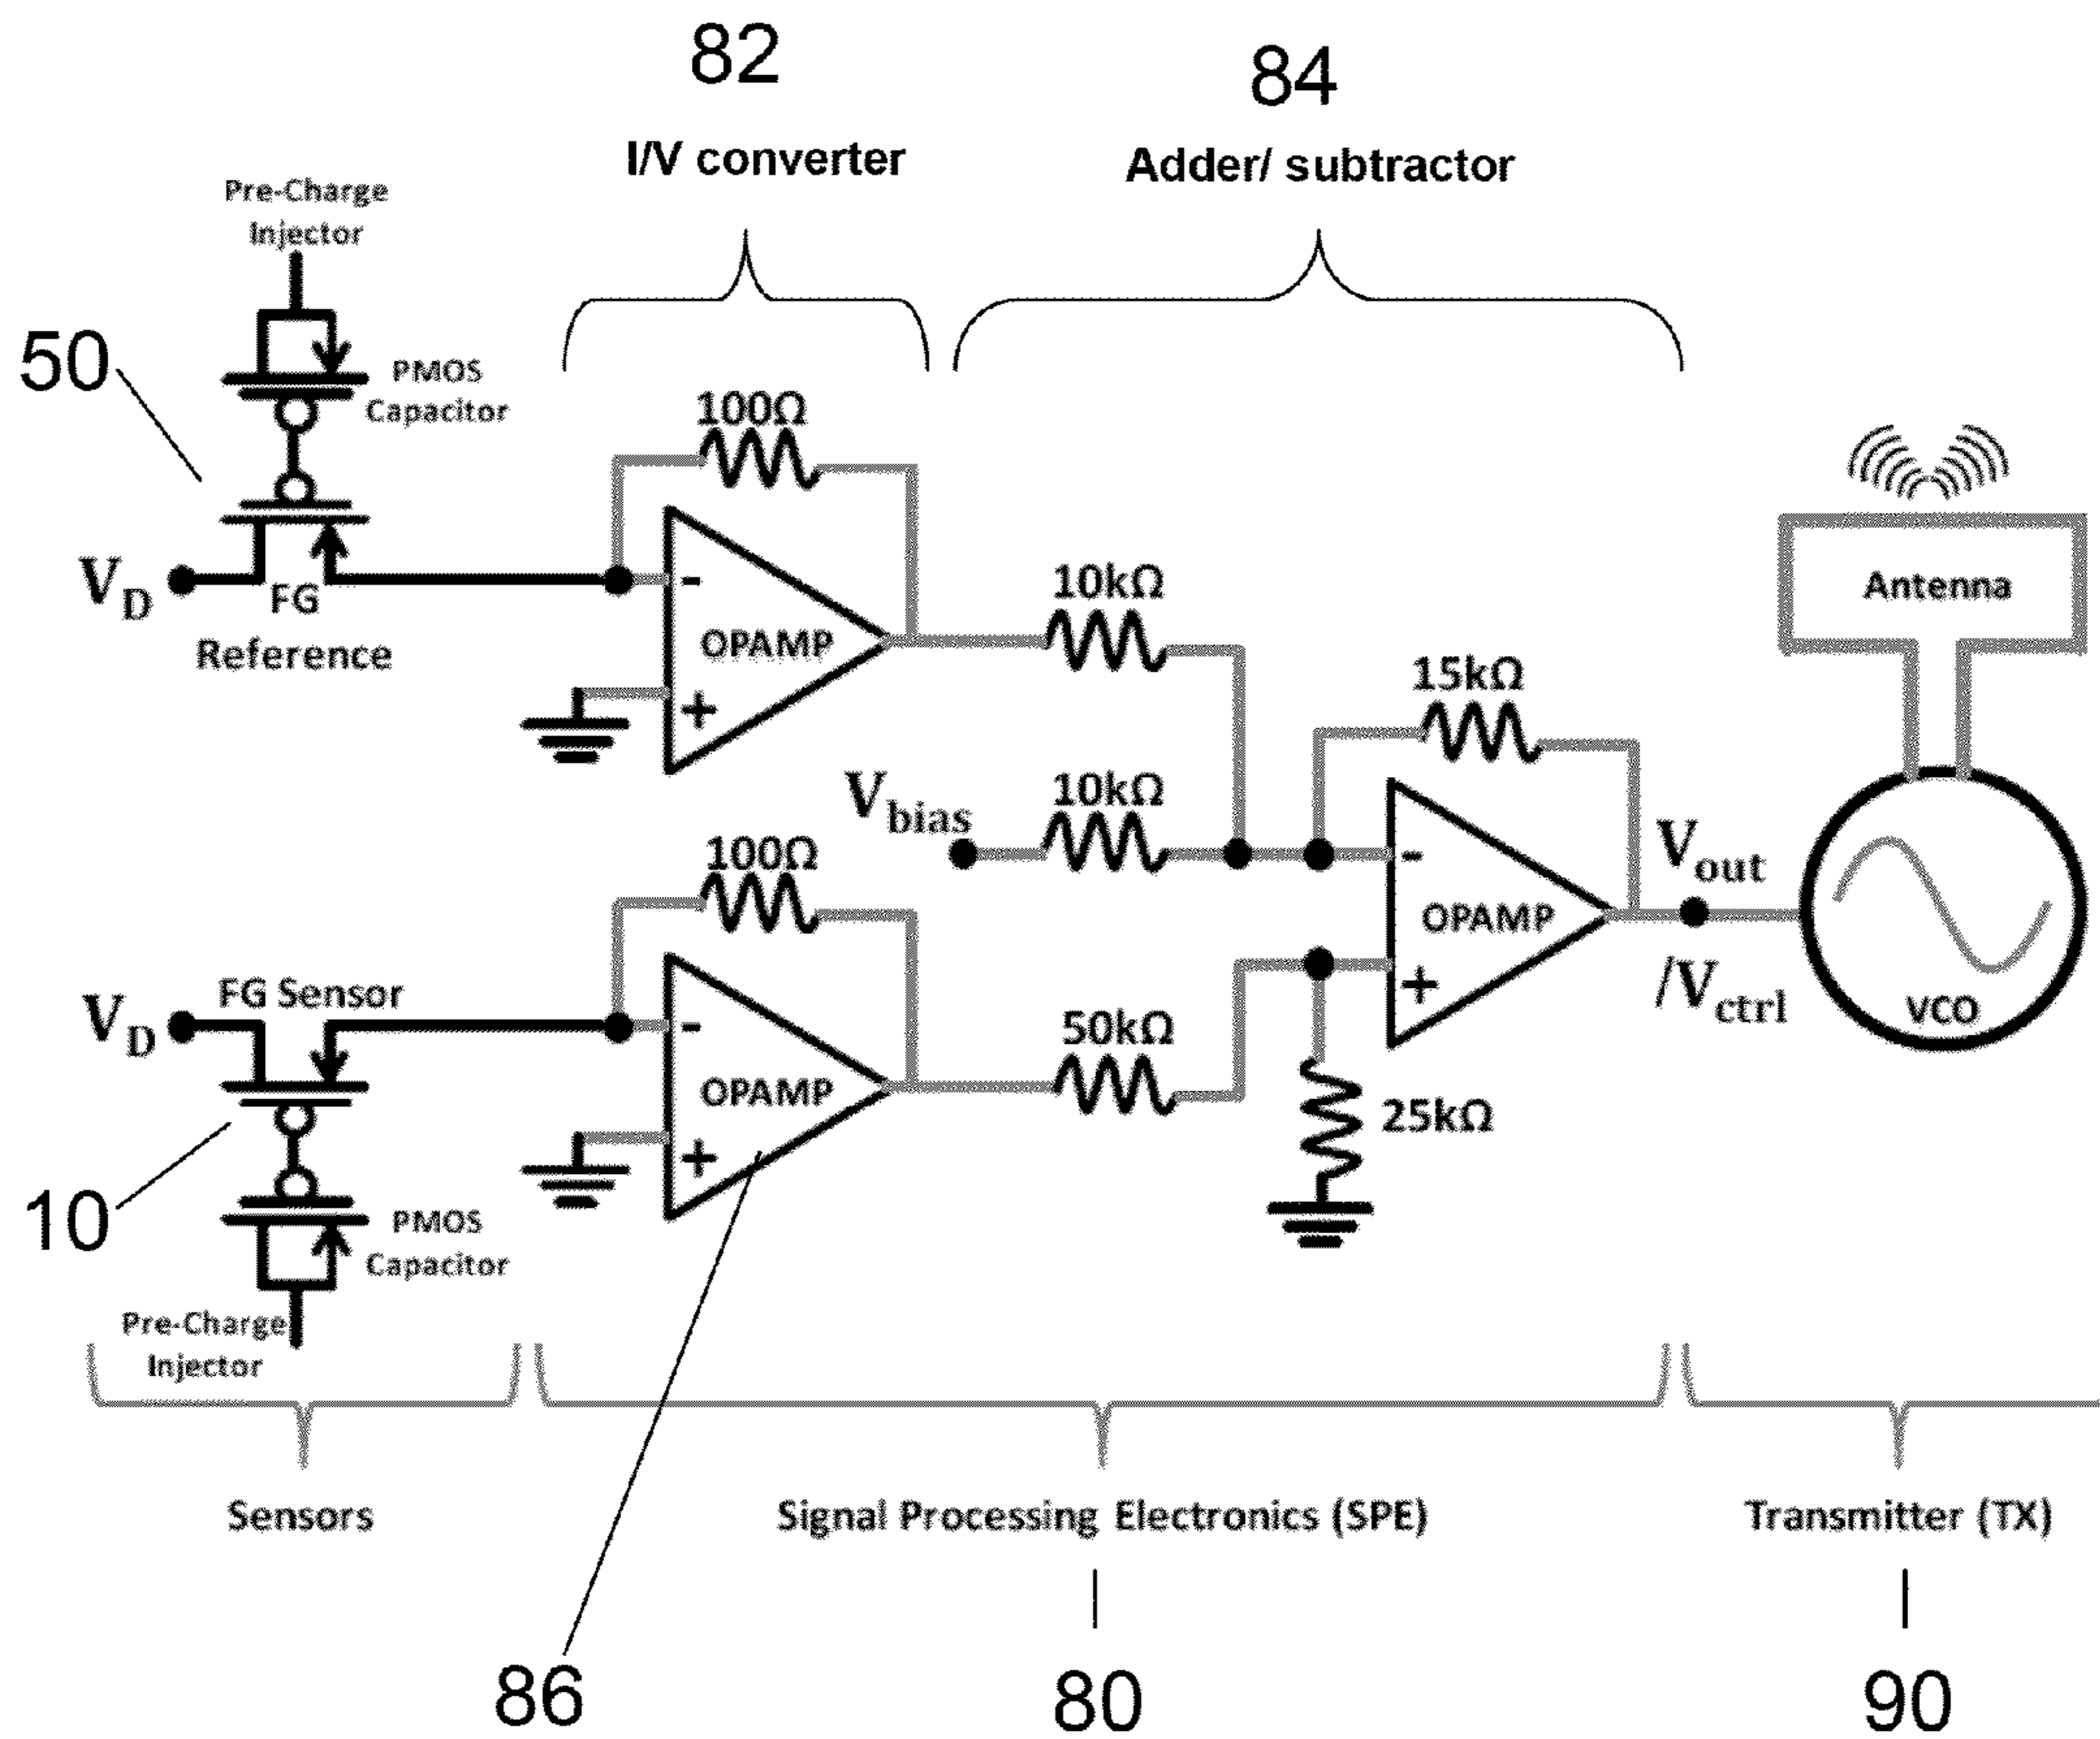 82
84
I/V converter
Adder/ subtractor
Pre-Charge
Injector
50
PMOS
Capacitor
100Ω
V_D
FG
Reference
-
OPAMP
+
10kΩ
Antenna
15kΩ
V_bias
10kΩ
-
OPAMP
+
V_out
/V_ctrl
VCO
100Ω
FG Sensor
V_D
-
OPAMP
+
50kΩ
25kΩ
10
PMOS
Capacitor
Pre-Charge
Injector
Sensors
Signal Processing Electronics (SPE)
Transmitter (TX)
86
80
90